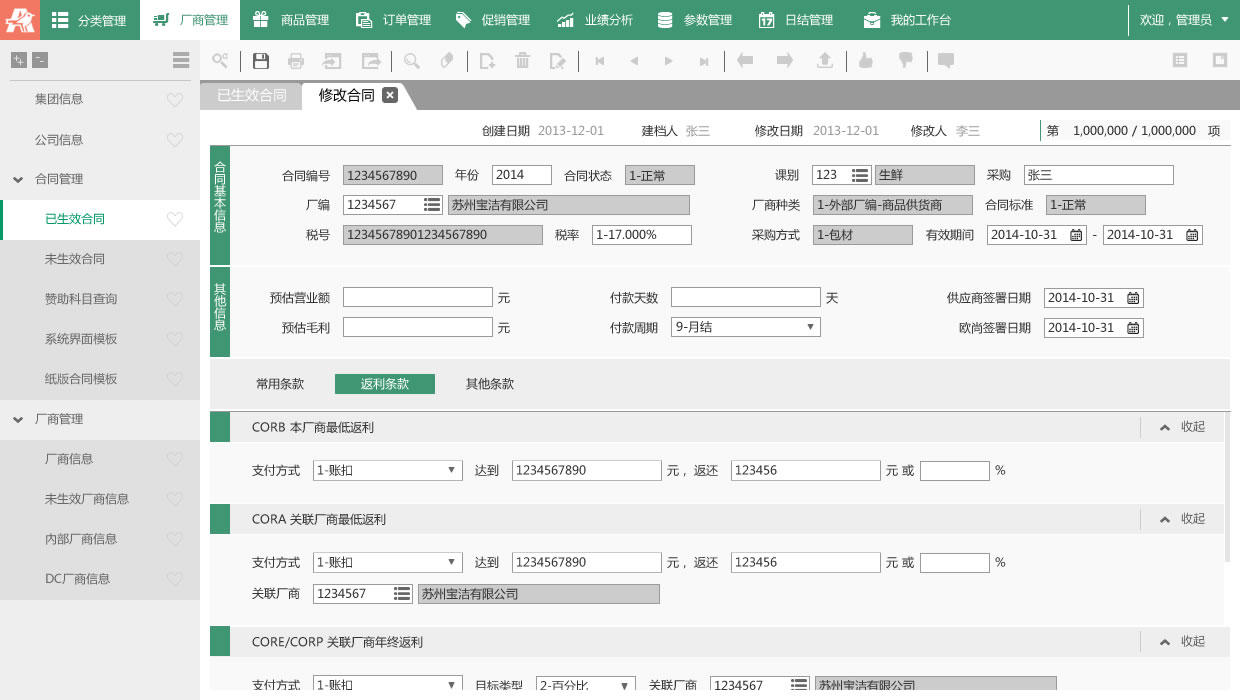 分类管理 厂商管理 商品管理 订单管理 促销管理 业绩分析 参数管理 日结管理 我的工作台 欢迎，管理员
集团信息
公司信息
合同管理
已生效合同
未生效合同
赞助科目查询
系统界面模板
纸版合同模板
厂商管理
厂商信息
未生效厂商信息
内部厂商信息
DC厂商信息
已生效合同 修改合同
创建日期 2013-12-01 建档人 张三 修改日期 2013-12-01 修改人 李三 第 1,000,000 / 1,000,000 项
合同基本信息
合同编号 1234567890 年份 2014 合同状态 1-正常 课别 123 生鲜 采购 张三
厂编 1234567 苏州宝洁有限公司 厂商种类 1-外部厂编-商品供货商 合同标准 1-正常
税号 12345678901234567890 税率 1-17.000% 采购方式 1-包材 有效期间 2014-10-31 - 2014-10-31
其他信息
预估营业额 元 付款天数 天 供应商签署日期 2014-10-31
预估毛利 元 付款周期 9-月结 欧尚签署日期 2014-10-31
常用条款 返利条款 其他条款
CORB 本厂商最低返利 收起
支付方式 1-账扣 达到 1234567890 元，返还 123456 元 或 %
CORA 关联厂商最低返利 收起
支付方式 1-账扣 达到 1234567890 元，返还 123456 元 或 %
关联厂商 1234567 苏州宝洁有限公司
CORE/CORP 关联厂商年终返利 收起
支付方式 1-账扣 目标类型 2-百分比 关联厂商 1234567 苏州宝洁有限公司